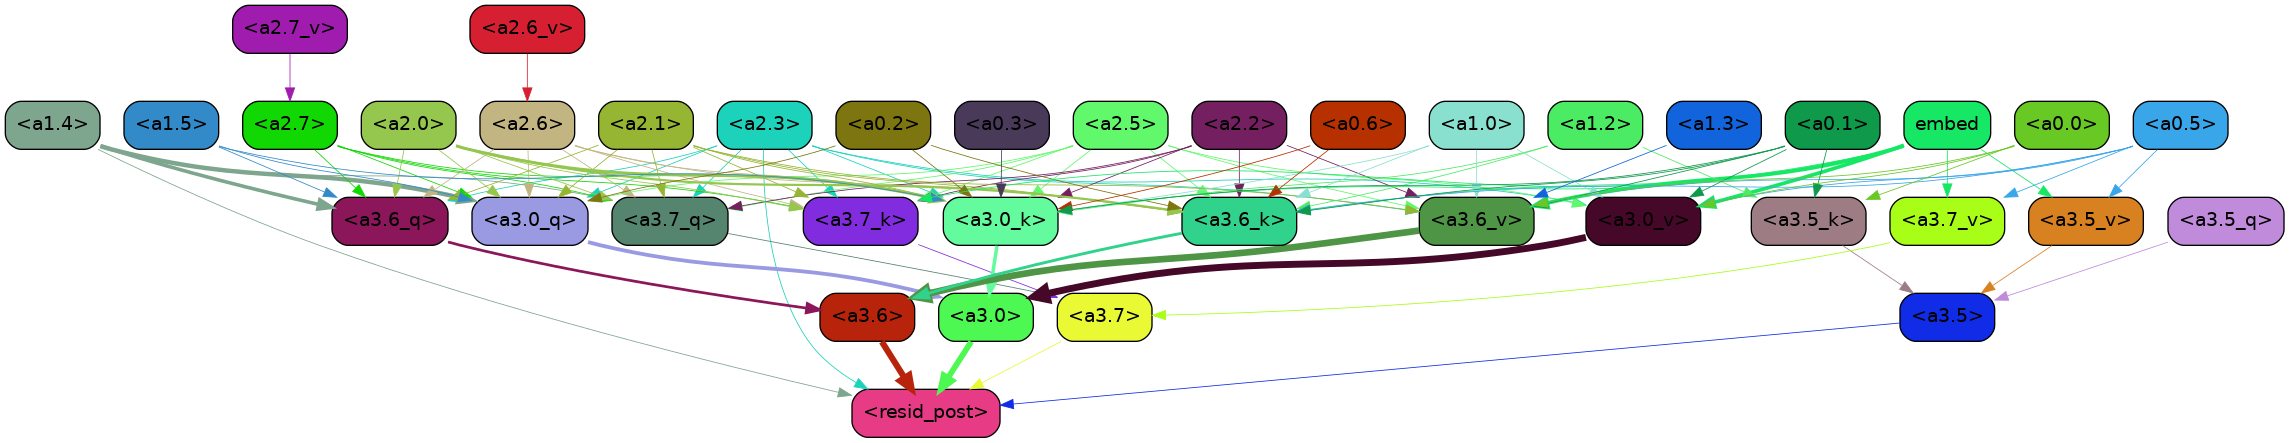 <a2.7_v> <a2.6_v>
<a1.4> <a1.5> <a2.7> <a2.0> <a2.6> <a2.1> <a2.3> <a0.2> <a0.3> <a2.5> <a2.2> <a0.6> <a1.0> <a1.2> <a1.3> <a0.1> embed <a0.0> <a0.5>
<a3.6_q> <a3.0_q> <a3.7_q> <a3.7_k> <a3.0_k> <a3.6_k> <a3.6_v> <a3.0_v> <a3.5_k> <a3.7_v> <a3.5_v> <a3.5_q>
<a3.6> <a3.0> <a3.7> <a3.5>
<resid_post>